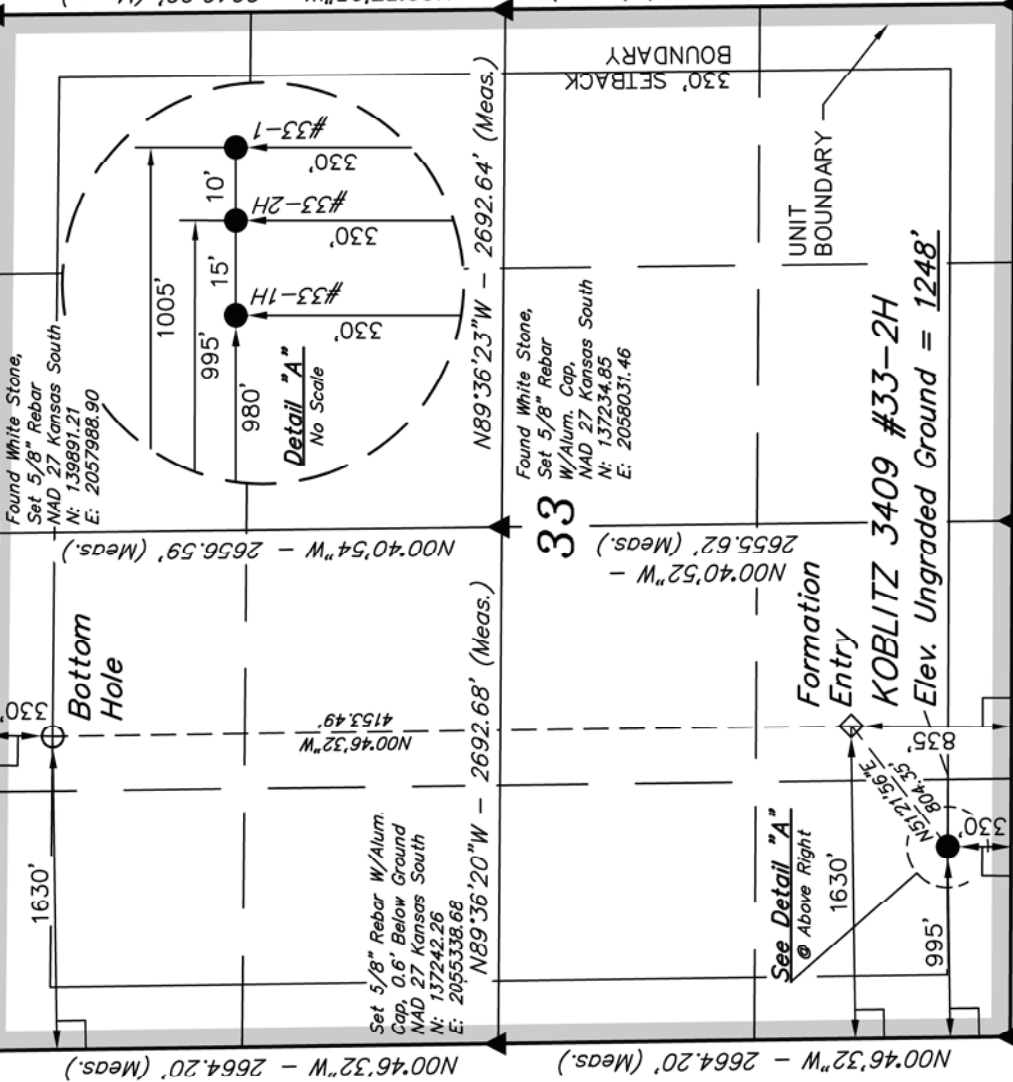 Found White Stone,
Set 5/8" Rebar
NAD 27 Kansas South
N: 139891.21
E: 2057988.90
330'
1630'
Bottom
Hole
1005'
995'
980'
15'
10'
#33-1H
#33-2H
#33-1
330'
330'
330'
Detail "A"
No Scale
330' SETBACK
BOUNDARY
N00°40'54"W - 2656.59' (Meas.)
N00°46'32"W
4153.49'
N89°36'20"W - 2692.68' (Meas.)
N89°36'23"W - 2692.64' (Meas.)
Set 5/8" Rebar W/Alum.
Cap, 0.6' Below Ground
NAD 27 Kansas South
N: 137242.26
E: 2055338.68
33
Found White Stone,
Set 5/8" Rebar
W/Alum. Cap,
NAD 27 Kansas South
N: 137234.85
E: 2058031.46
N00°46'32"W - 2664.20' (Meas.)
N00°46'32"W - 2664.20' (Meas.)
N00°40'52"W -
2655.62' (Meas.)
UNIT
BOUNDARY
Formation
Entry
KOBLITZ 3409 #33-2H
Elev. Ungraded Ground = 1248'
See Detail "A"
@ Above Right
1630'
835'
N51°21'56"E
804.35'
995'
330'